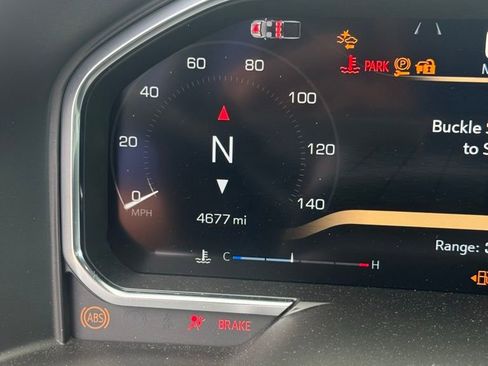 60 80
40 100
20 120
0 140
N
MPH
4677 mi
C H
PARK P
Buckle
to
Range:
ABS BRAKE